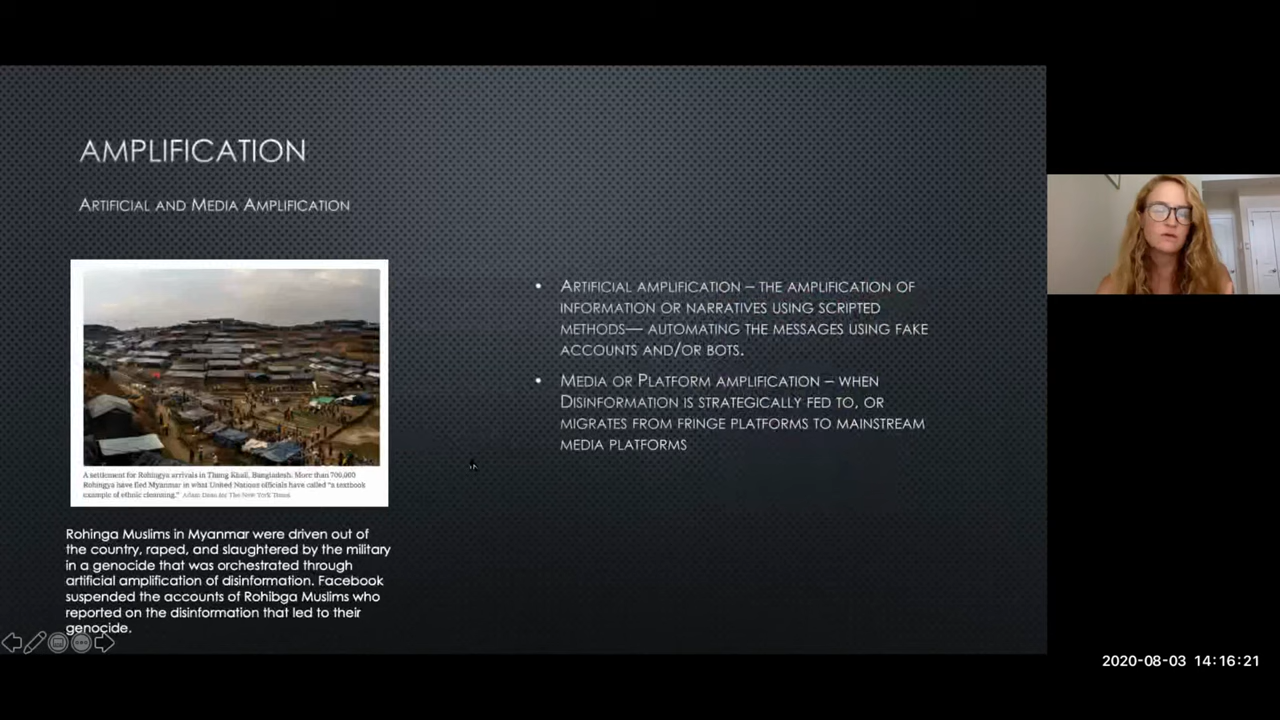 AMPLIFICATION
ARTIFICIAL AND MEDIA AMPLIFICATION
A settlement for Rohingya arrivals in Thang Khali, Bangladesh. More than 700,000
Rohingya have fled Myanmar in what United Nations officials have called "a textbook
example of ethnic cleansing." Adam Dean for The New York Times
Rohinga Muslims in Myanmar were driven out of
the country, raped, and slaughtered by the military
in a genocide that was orchestrated through
artificial amplification of disinformation. Facebook
suspended the accounts of Rohibga Muslims who
reported on the disinformation that led to their
genocide.
• ARTIFICIAL AMPLIFICATION – THE AMPLIFICATION OF
INFORMATION OR NARRATIVES USING SCRIPTED
METHODS— AUTOMATING THE MESSAGES USING FAKE
ACCOUNTS AND/OR BOTS.
• MEDIA OR PLATFORM AMPLIFICATION – WHEN
DISINFORMATION IS STRATEGICALLY FED TO, OR
MIGRATES FROM FRINGE PLATFORMS TO MAINSTREAM
MEDIA PLATFORMS
2020-08-03 14:16:21